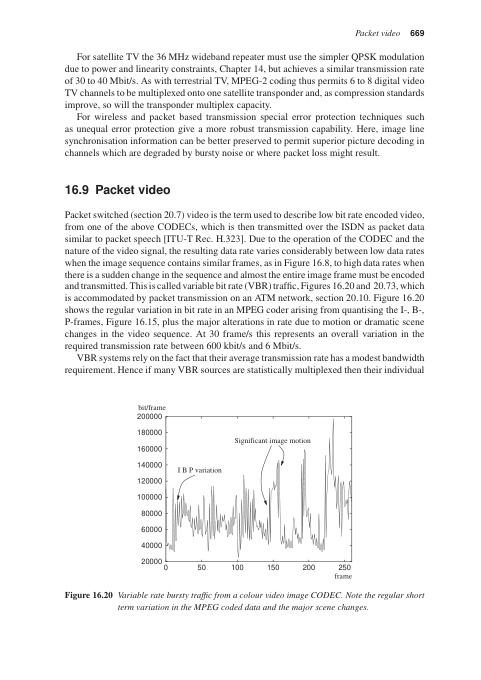 Packet video 669
For satellite TV the 36 MHz wideband repeater must use the simpler QPSK modulation
due to power and linearity constraints, Chapter 14, but achieves a similar transmission rate
of 30 to 40 Mbit/s. As with terrestrial TV, MPEG-2 coding thus permits 6 to 8 digital video
TV channels to be multiplexed onto one satellite transponder and, as compression standards
improve, so will the transponder multiplex capacity.
For wireless and packet based transmission special error protection techniques such
as unequal error protection give a more robust transmission capability. Here, image line
synchronisation information can be better preserved to permit superior picture decoding in
channels which are degraded by bursty noise or where packet loss might result.
16.9 Packet video
Packet switched (section 20.7) video is the term used to describe low bit rate encoded video,
from one of the above CODECs, which is then transmitted over the ISDN as packet data
similar to packet speech [ITU-T Rec. H.323]. Due to the operation of the CODEC and the
nature of the video signal, the resulting data rate varies considerably between low data rates
when the image sequence contains similar frames, as in Figure 16.8, to high data rates when
there is a sudden change in the sequence and almost the entire image frame must be encoded
and transmitted. This is called variable bit rate (VBR) traffic, Figures 16.20 and 20.73, which
is accommodated by packet transmission on an ATM network, section 20.10. Figure 16.20
shows the regular variation in bit rate in an MPEG coder arising from quantising the I-, B-,
P-frames, Figure 16.15, plus the major alterations in rate due to motion or dramatic scene
changes in the video sequence. At 30 frames/s this represents an overall variation in the
required transmission rate between 600 kbit/s and 6 Mbit/s.
VBR systems rely on the fact that their average transmission rate has a modest bandwidth
requirement. Hence if many VBR sources are statistically multiplexed then their individual
bit/frame
200000
180000
160000
140000
120000
100000
80000
60000
40000
20000
Significant image motion
I B P variation
0 50 100 150 200 250
frame
Figure 16.20 Variable rate bursty traffic from a colour video image CODEC. Note the regular short
term variation in the MPEG coded data and the major scene changes.